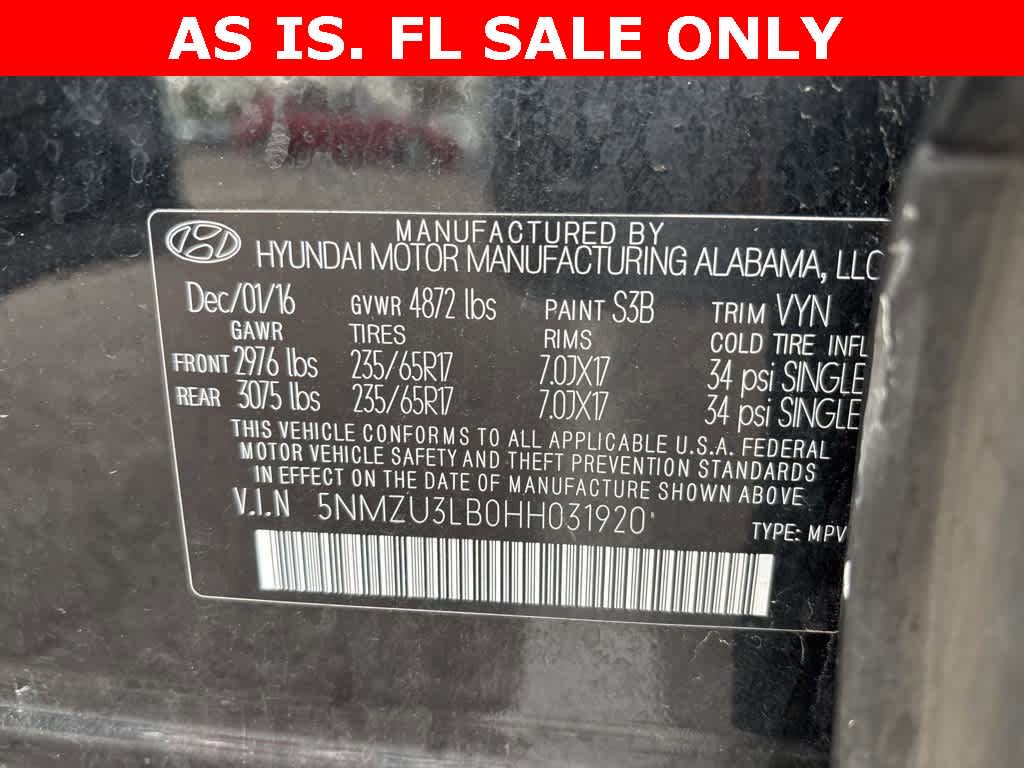 AS IS. FL SALE ONLY
MANUFACTURED BY
HYUNDAI MOTOR MANUFACTURING ALABAMA, LLC
Dec/01/16 GVWR 4872 lbs PAINT S3B TRIM VYN
GAWR TIRES RIMS COLD TIRE INFL
FRONT 2976 lbs 235/65R17 7.0JX17 34 psi SINGLE
REAR 3075 lbs 235/65R17 7.0JX17 34 psi SINGLE
THIS VEHICLE CONFORMS TO ALL APPLICABLE U.S.A. FEDERAL
MOTOR VEHICLE SAFETY AND THEFT PREVENTION STANDARDS
IN EFFECT ON THE DATE OF MANUFACTURE SHOWN ABOVE
V.I.N 5NMZU3LB0HH031920
TYPE: MPV